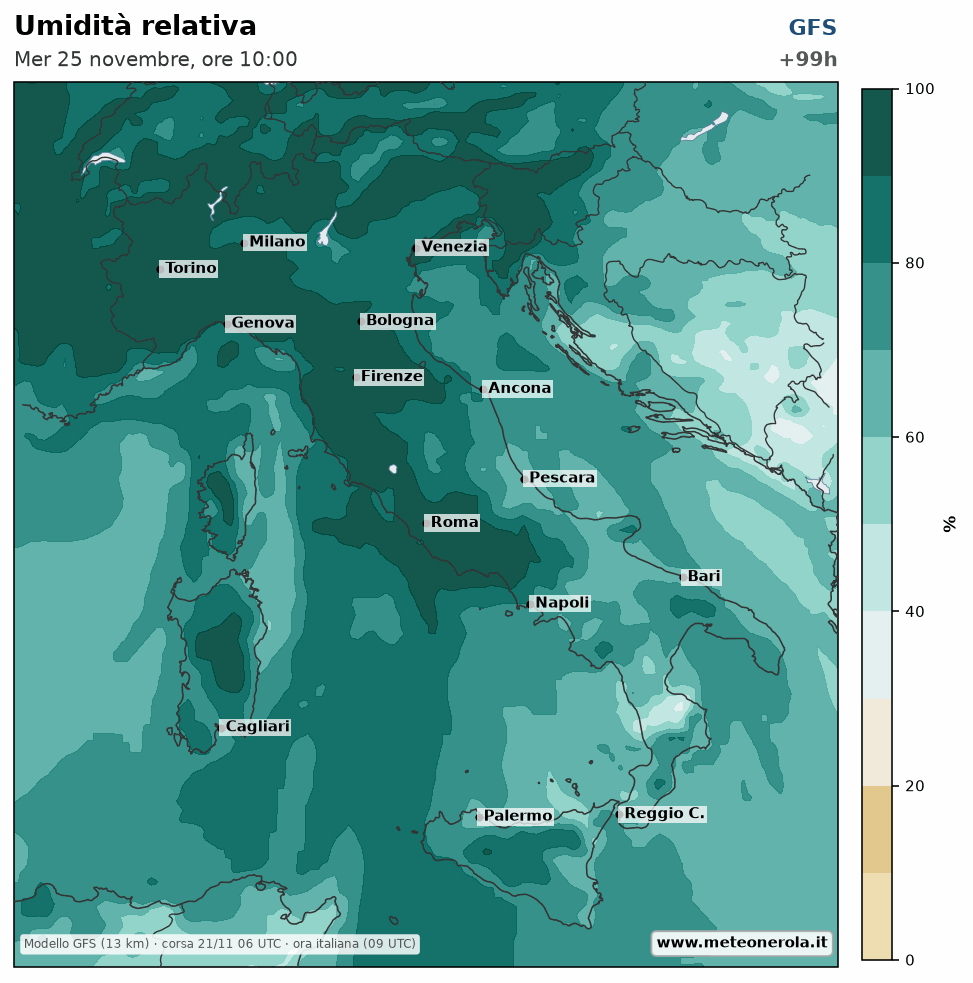 Umidità relativa
GFS
Mer 25 novembre, ore 10:00
+99h
100
80
60
40
20
0
%
Milano
Venezia
Torino
Genova
Bologna
Firenze
Ancona
Pescara
Roma
Bari
Napoli
Cagliari
Palermo
Reggio C.
Modello GFS (13 km) · corsa 21/11 06 UTC · ora italiana (09 UTC)
www.meteonerola.it